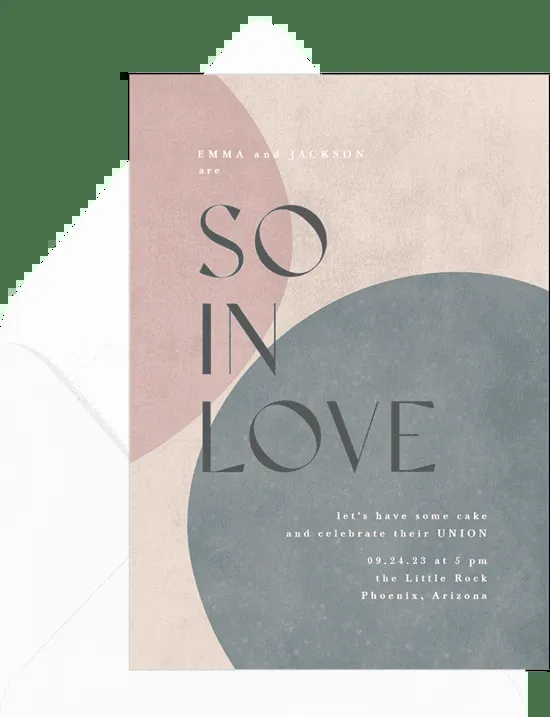 EMMA and JACKSON
are
SO
IN
LOVE
let's have some cake
and celebrate their UNION
09.24.23 at 5 pm
the Little Rock
Phoenix, Arizona